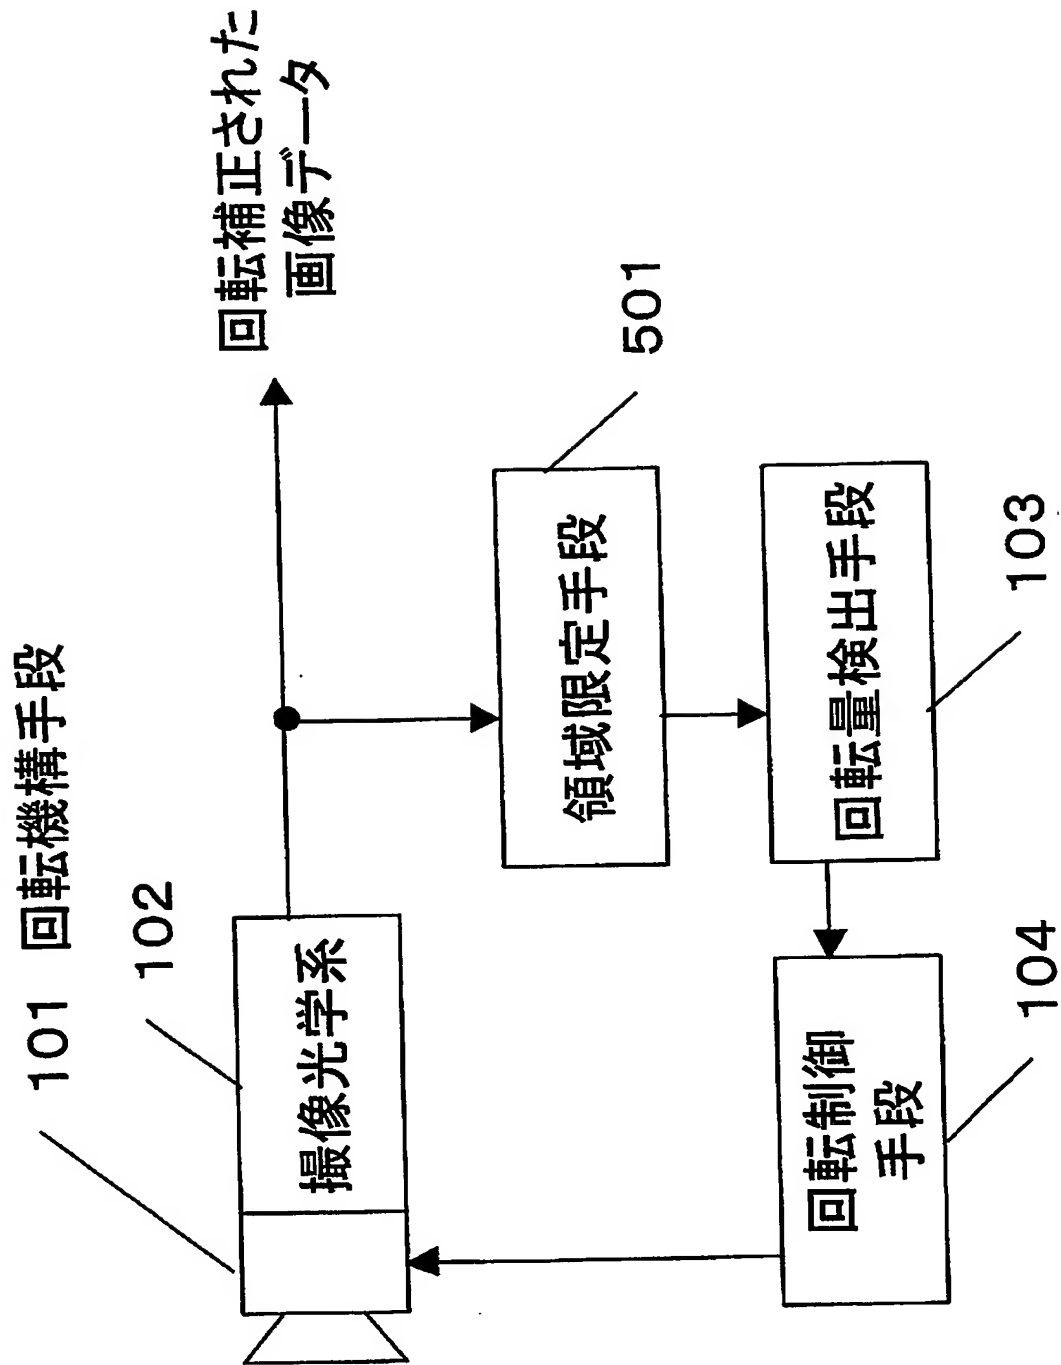 101 回転機構手段
102
撮像光学系
回転補正された
画像データ
領域限定手段
501
回転量検出手段
103
回転制御
手段
104